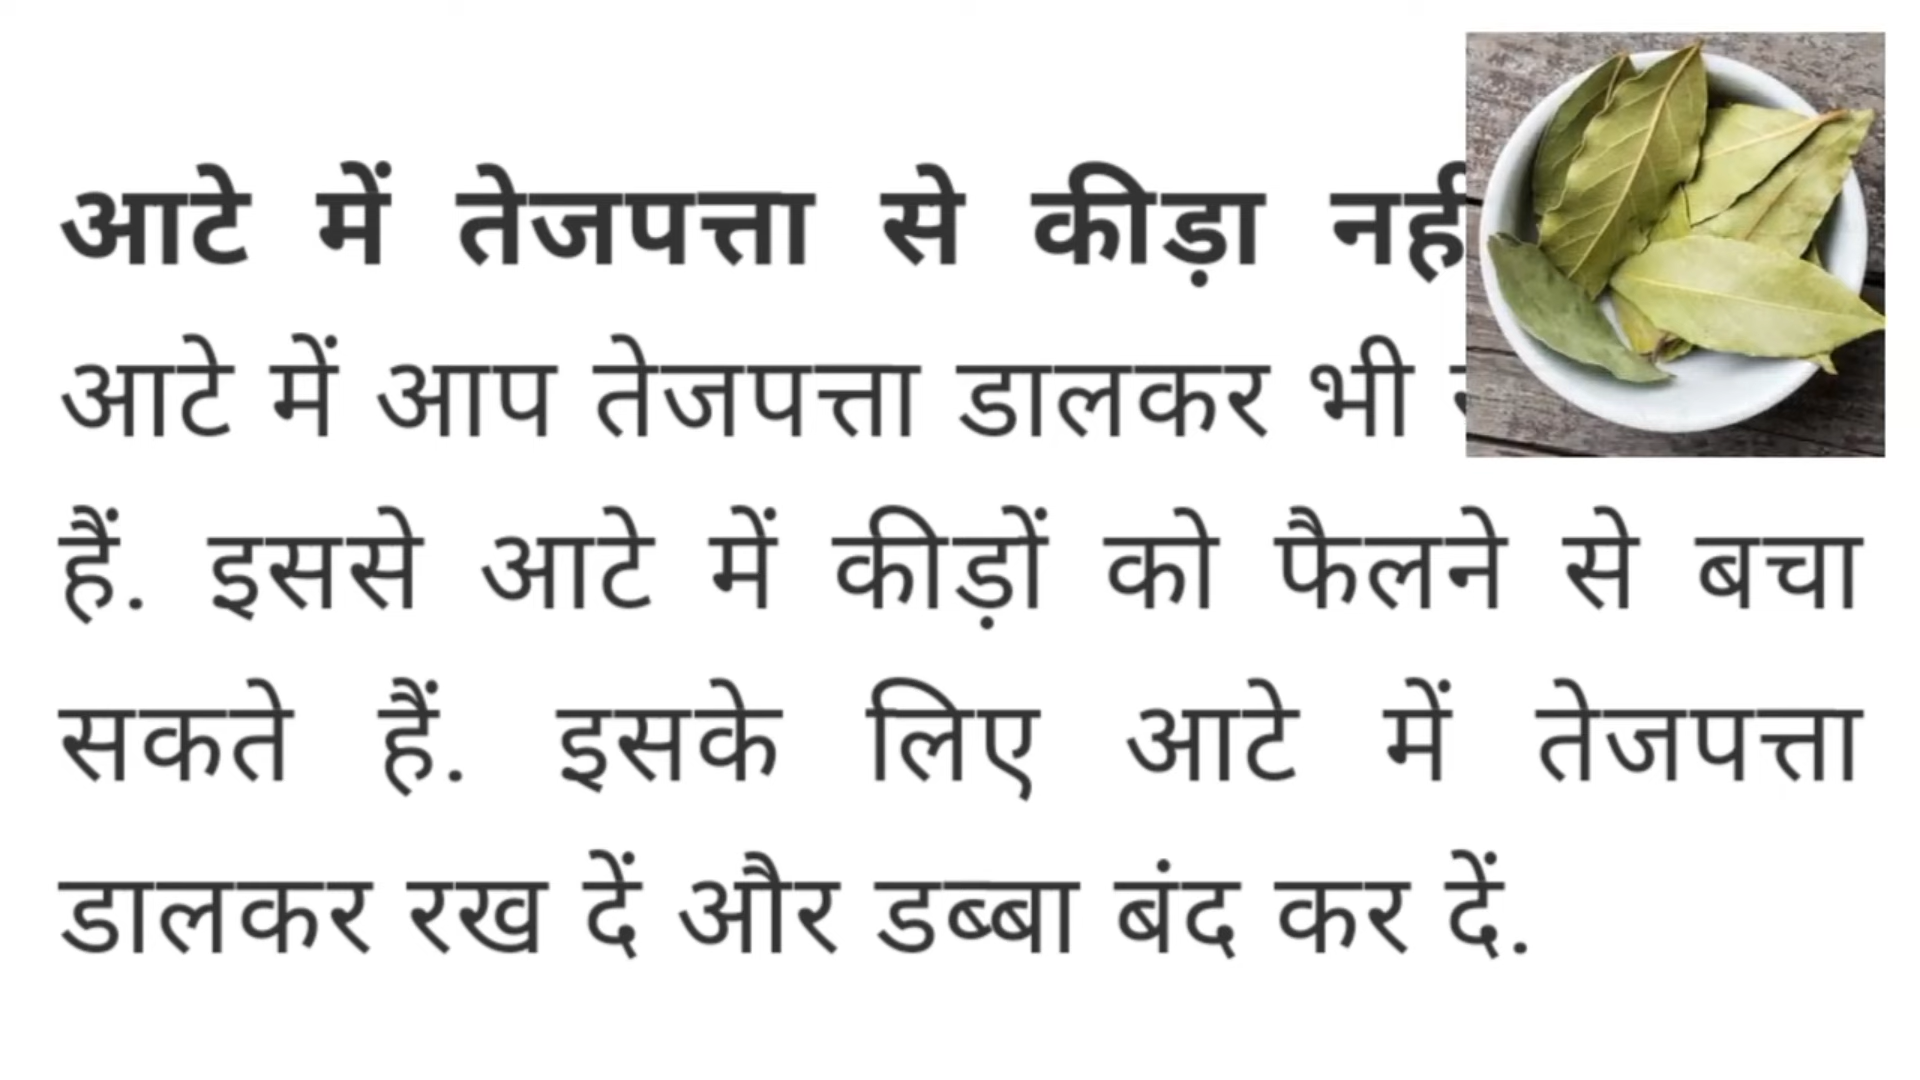 आटे में तेजपत्ता से कीड़ा
आटे में आप तेजपत्ता डालकर भी
हैं. इससे आटे में कीड़ों को फैलने से बचा
सकते हैं. इसके लिए आटे में तेजपत्ता
डालकर रख दें और डब्बा बंद कर दें.